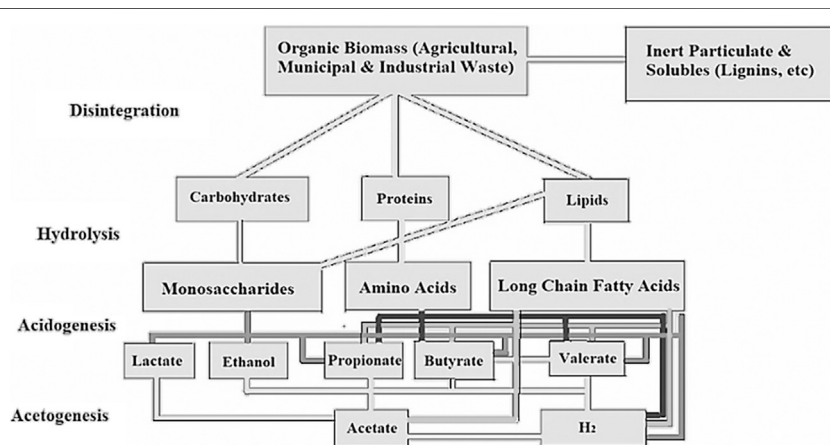 Organic Biomass (Agricultural,
Municipal & Industrial Waste)
Inert Particulate &
Solubles (Lignins, etc)
Disintegration
Carbohydrates
Proteins
Lipids
Hydrolysis
Monosaccharides
Amino Acids
Long Chain Fatty Acids
Acidogenesis
Lactate
Ethanol
Propionate
Butyrate
Valerate
Acetogenesis
Acetate
H₂